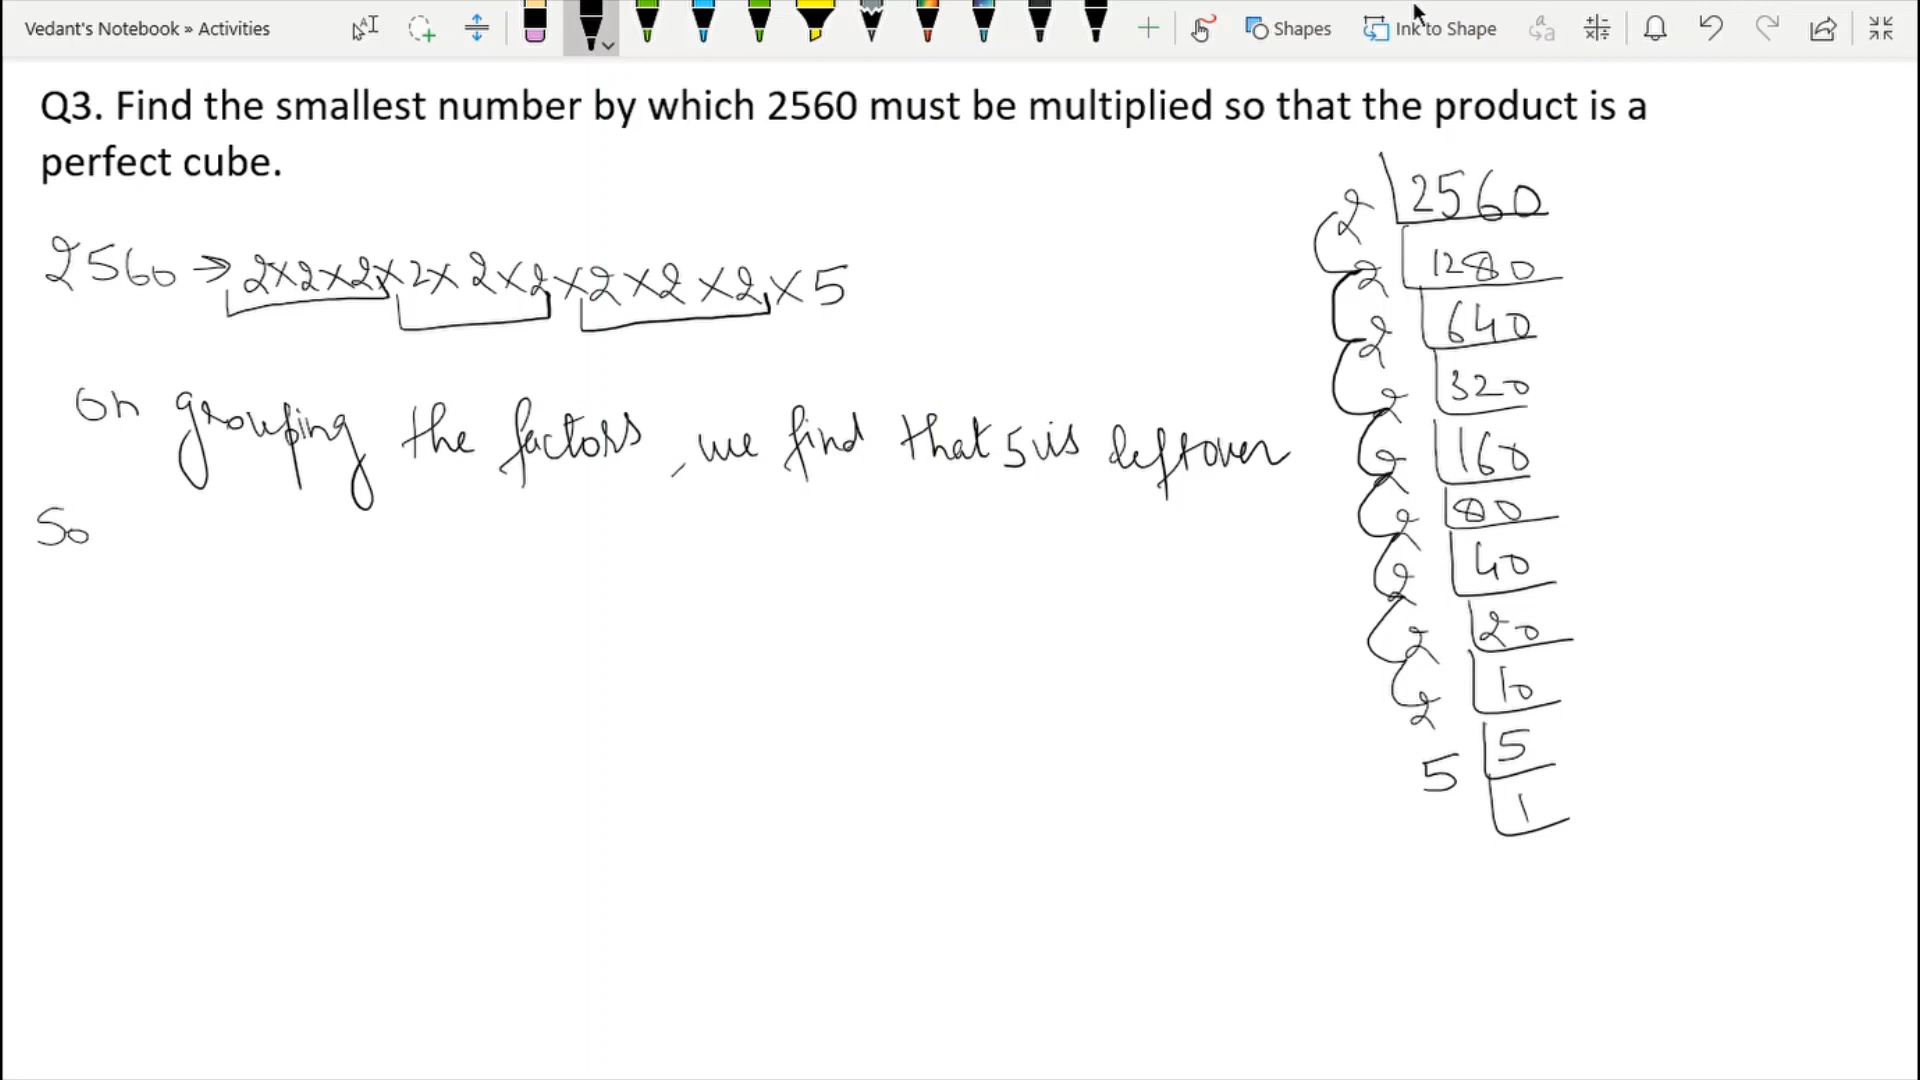 Vedant's Notebook » Activities
Shapes
Ink to Shape
Q3. Find the smallest number by which 2560 must be multiplied so that the product is a
perfect cube.
2560 → 2×2×2×2×2×2×2×2×2×5
On grouping the factors, we find that 5 is leftover
So
2 2560
2 1280
2 640
2 320
2 160
2 80
2 40
2 20
2 10
5 5
1